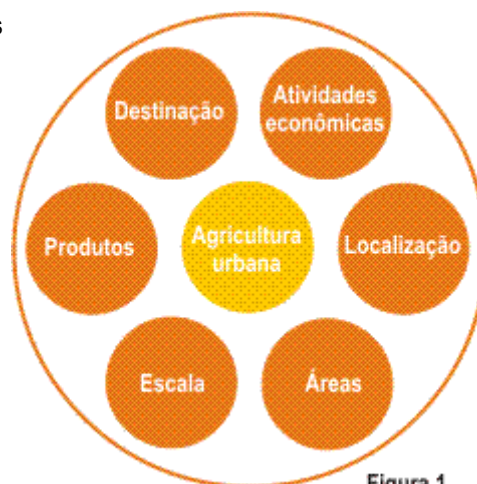 s
Destinação
Atividades
econômicas
Produtos
Agricultura
urbana
Localização
Escala
Áreas
Figura 1